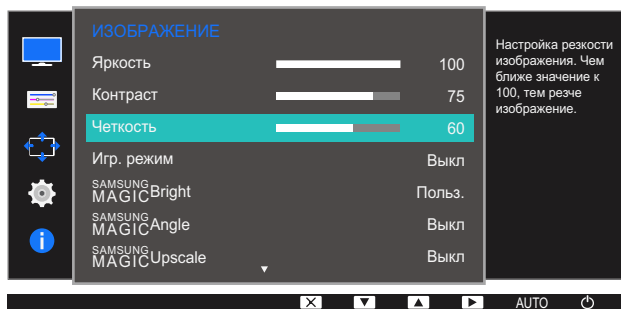 ИЗОБРАЖЕНИЕ
Яркость 100
Контраст 75
Четкость 60
Игр. режим Выкл
SAMSUNG MAGIC Bright Польз.
SAMSUNG MAGIC Angle Выкл
SAMSUNG MAGIC Upscale Выкл
Настройка резкости
изображения. Чем
ближе значение к
100, тем резче
изображение.
AUTO